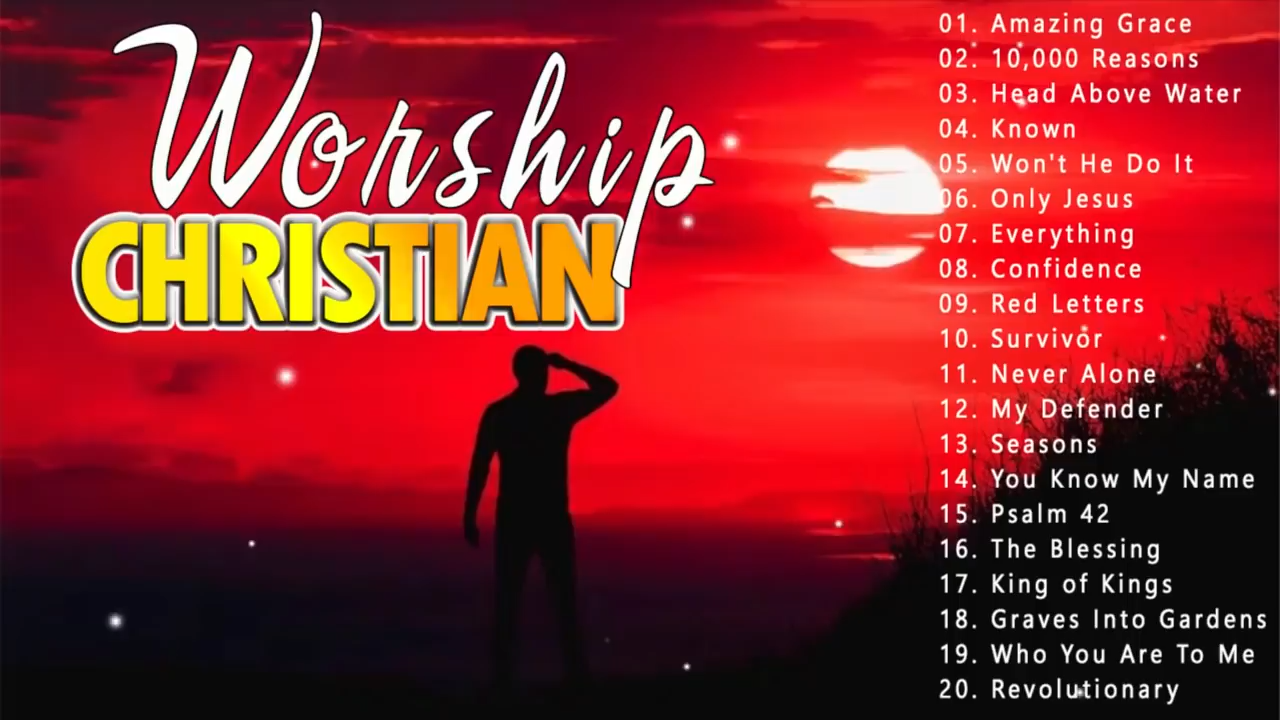 Worship
CHRISTIAN
01. Amazing Grace
02. 10,000 Reasons
03. Head Above Water
04. Known
05. Won't He Do It
06. Only Jesus
07. Everything
08. Confidence
09. Red Letters
10. Survivor
11. Never Alone
12. My Defender
13. Seasons
14. You Know My Name
15. Psalm 42
16. The Blessing
17. King of Kings
18. Graves Into Gardens
19. Who You Are To Me
20. Revolutionary